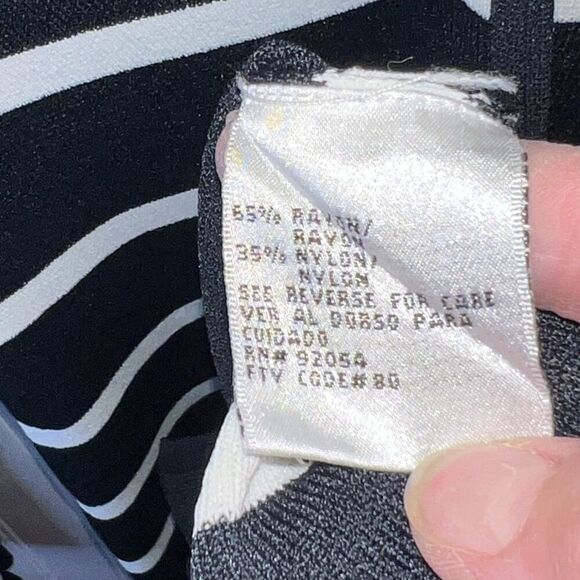 65% RAYON/
RAYON
35% NYLON/
NYLON
SEE REVERSE FOR CARE
VER AL DORSO PARA
CUIDADO
RN# 92054
FTY CODE# 80